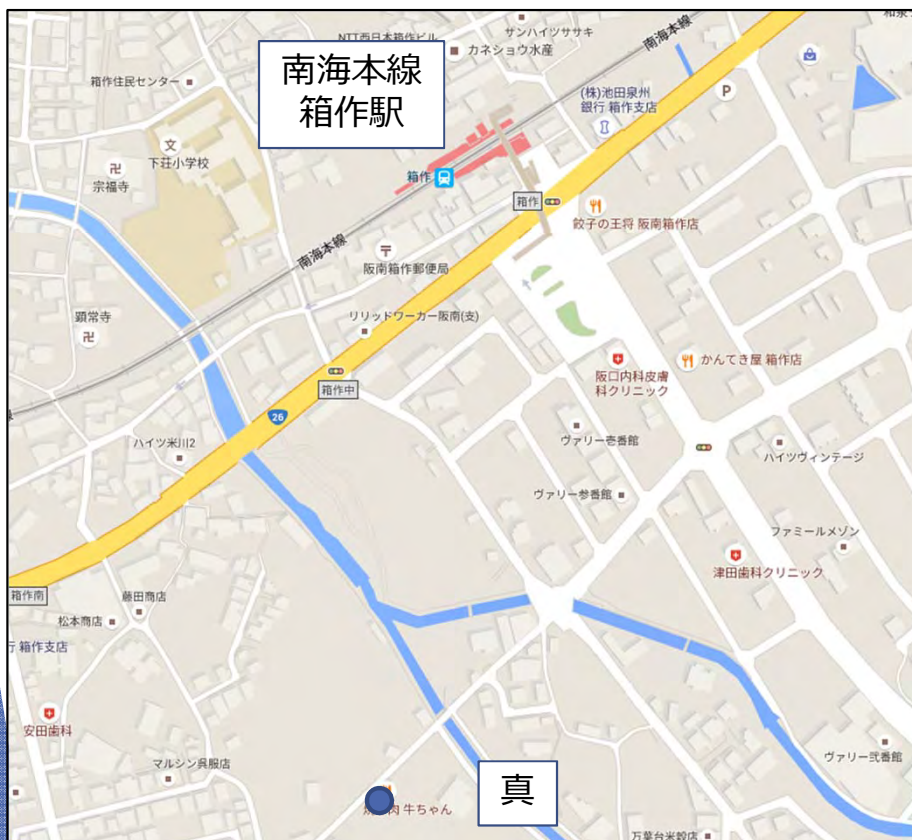 サンハイツササキ
NTT西日本箱作ビル
カネショウ水産
南海本線
南海本線
箱作駅
箱作住民センター
(株)池田泉州
銀行 箱作支店
P
文
下荘小学校
卍
宗福寺
箱作
箱作
餃子の王将 阪南箱作店
南海本線
〒
阪南箱作郵便局
顕常寺
卍
リリッドワーカー阪南(支)
かんてき屋 箱作店
阪口内科皮膚
科クリニック
箱作中
26
ハイツ米川2
ヴァリー壱番館
ハイツヴィンテージ
ヴァリー参番館
ファミールメゾン
津田歯科クリニック
箱作南
藤田商店
松本商店
行 箱作支店
安田歯科
マルシン呉服店
ヴァリー弐番館
真
肉 牛ちゃん
万葉台米穀店